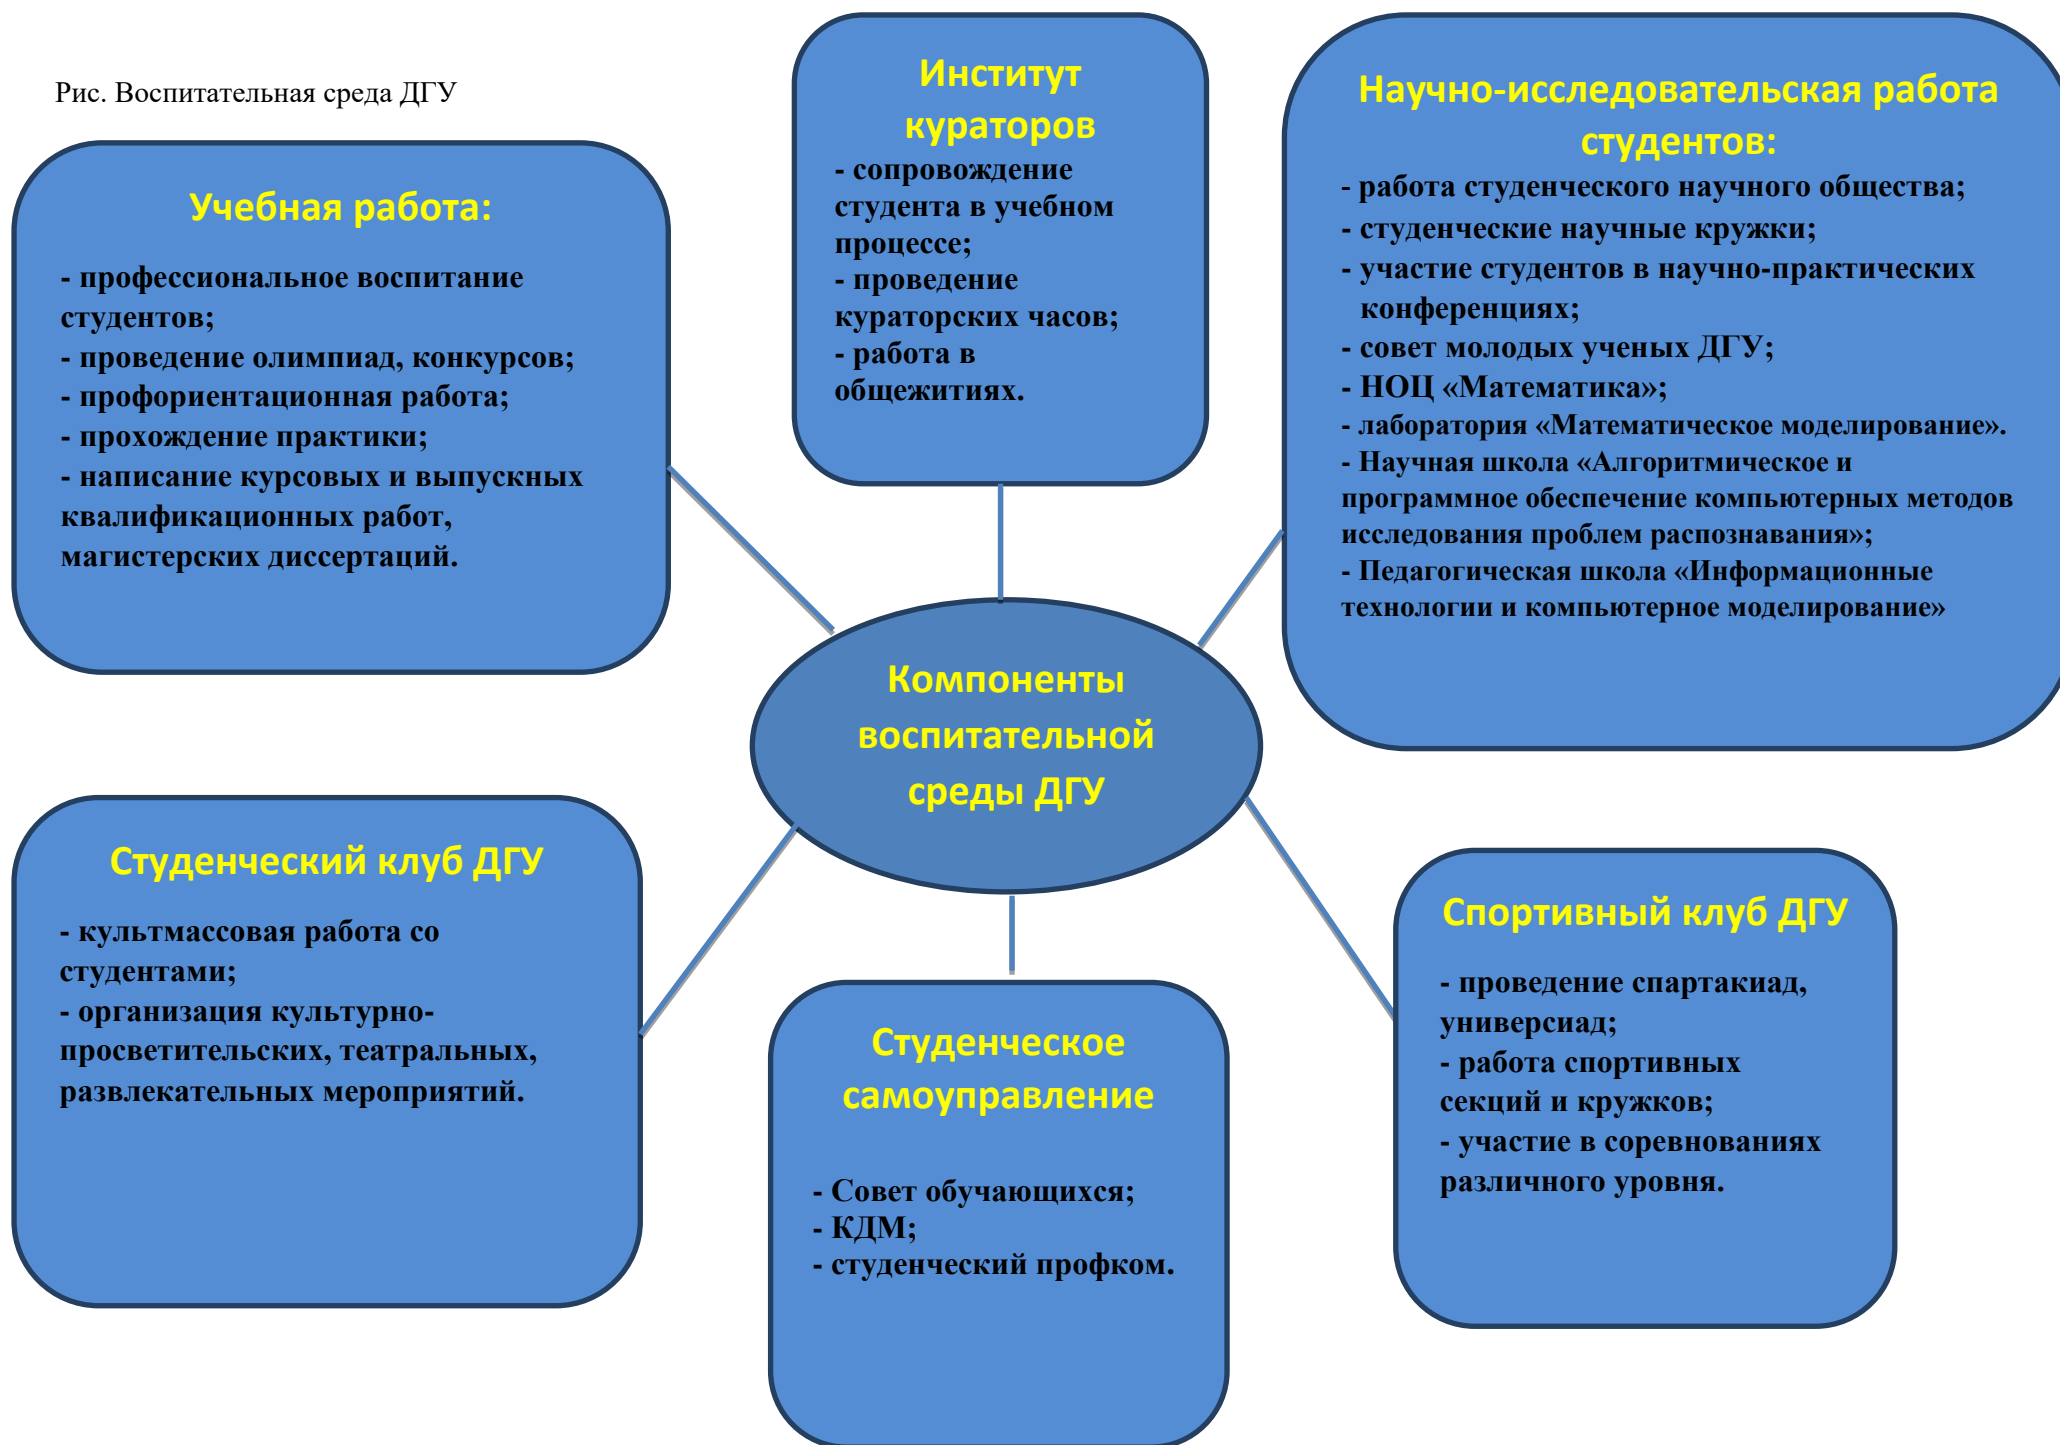 Рис. Воспитательная среда ДГУ
Учебная работа:
- профессиональное воспитание
студентов;
- проведение олимпиад, конкурсов;
- профориентационная работа;
- прохождение практики;
- написание курсовых и выпускных
квалификационных работ,
магистерских диссертаций.
Институт
кураторов
- сопровождение
студента в учебном
процессе;
- проведение
кураторских часов;
- работа в
общежитиях.
Научно-исследовательская работа
студентов:
- работа студенческого научного общества;
- студенческие научные кружки;
- участие студентов в научно-практических
конференциях;
- совет молодых ученых ДГУ;
- НОЦ «Математика»;
- лаборатория «Математическое моделирование».
- Научная школа «Алгоритмическое и
программное обеспечение компьютерных методов
исследования проблем распознавания»;
- Педагогическая школа «Информационные
технологии и компьютерное моделирование»
Компоненты
воспитательной
среды ДГУ
Студенческий клуб ДГУ
- культмассовая работа со
студентами;
- организация культурно-
просветительских, театральных,
развлекательных мероприятий.
Студенческое
самоуправление
- Совет обучающихся;
- КДМ;
- студенческий профком.
Спортивный клуб ДГУ
- проведение спартакиад,
универсиад;
- работа спортивных
секций и кружков;
- участие в соревнованиях
различного уровня.